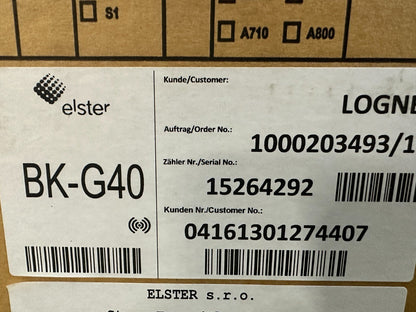 S1
A710 A800
elster
Kunde/Customer:
Auftrag/Order No.:
1000203493/1
BK-G40
Zähler Nr./Serial No.:
15264292
Kunden Nr./Customer No.:
04161301274407
ELSTER s.r.o.